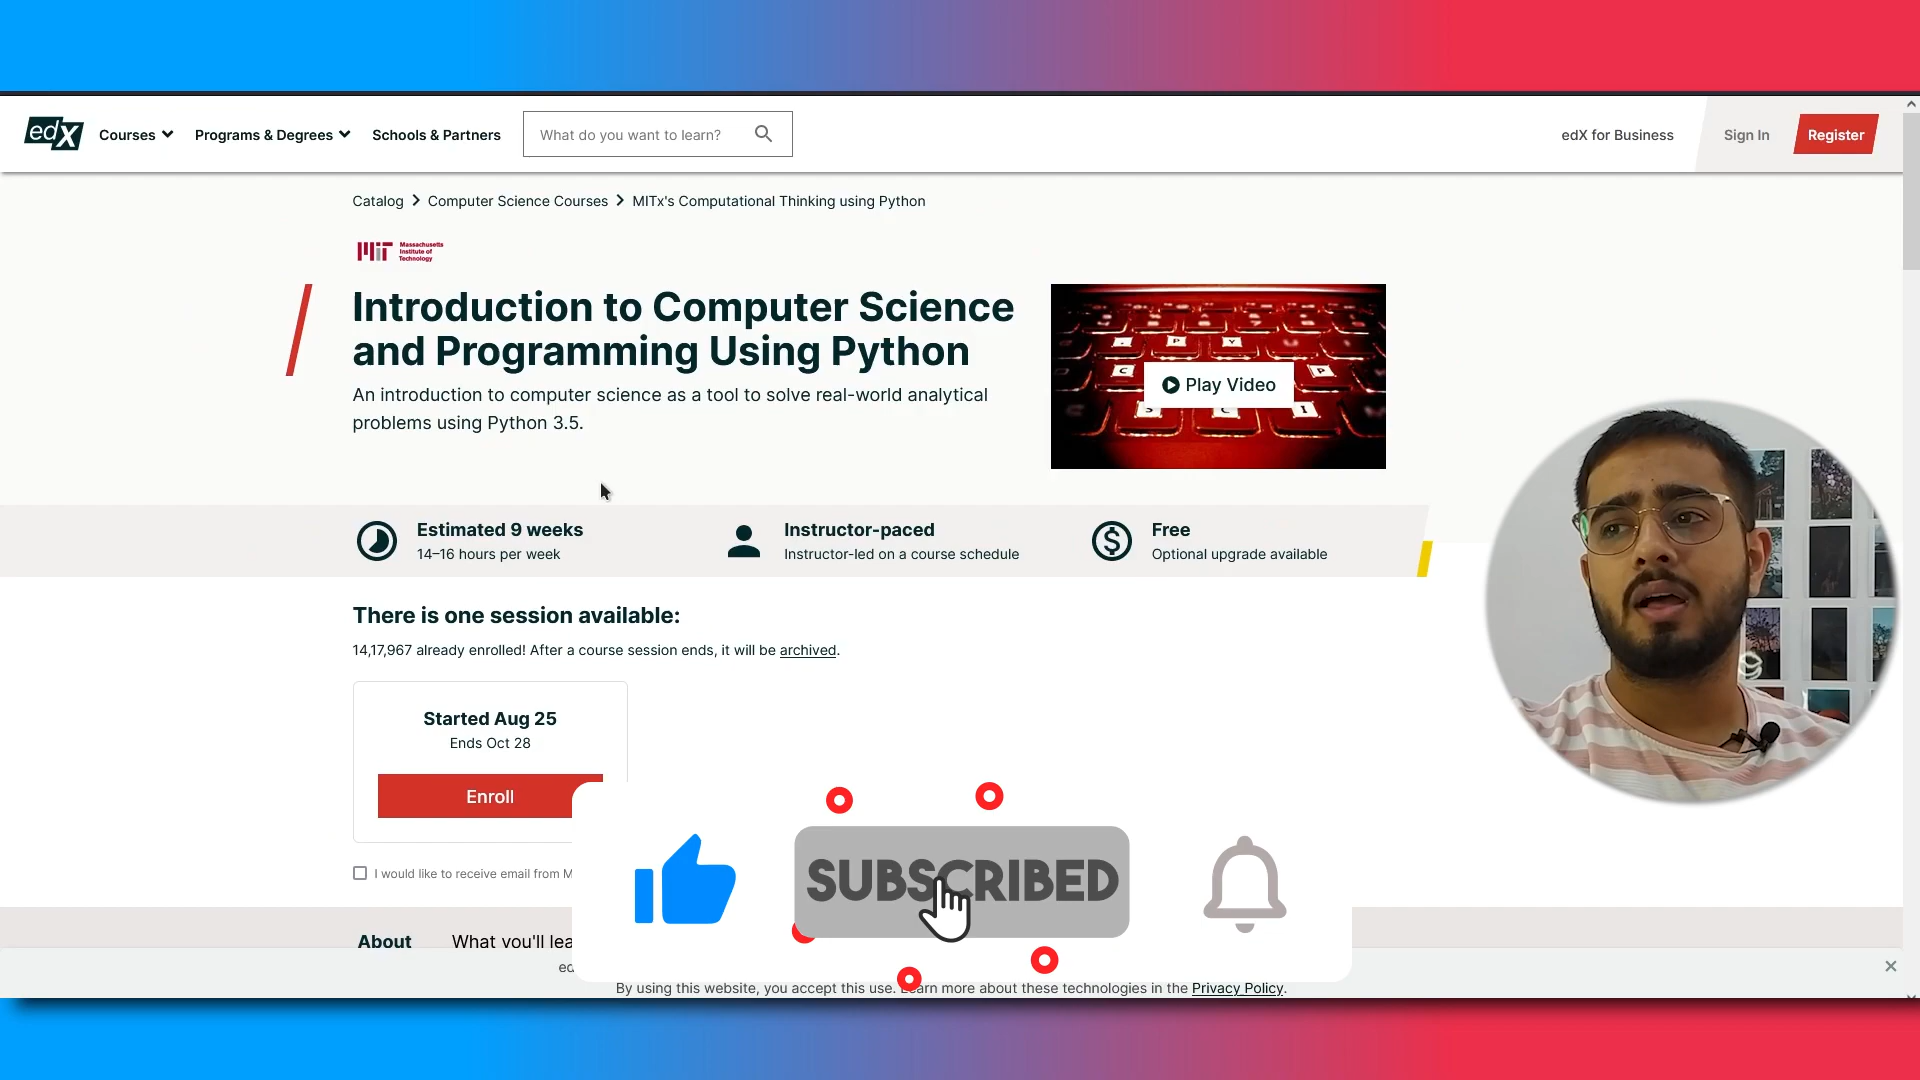 edX
Courses
Programs & Degrees
Schools & Partners
What do you want to learn?
edX for Business
Sign In
Register
Catalog > Computer Science Courses > MITx's Computational Thinking using Python
MIT
Massachusetts
Institute of
Technology
Introduction to Computer Science
and Programming Using Python
An introduction to computer science as a tool to solve real-world analytical
problems using Python 3.5.
Play Video
Estimated 9 weeks
14–16 hours per week
Instructor-paced
Instructor-led on a course schedule
Free
Optional upgrade available
There is one session available:
14,17,967 already enrolled! After a course session ends, it will be archived.
Started Aug 25
Ends Oct 28
Enroll
I would like to receive email from M
About
What you'll lea
SUBSCRIBED
By using this website, you accept this use. Learn more about these technologies in the Privacy Policy.